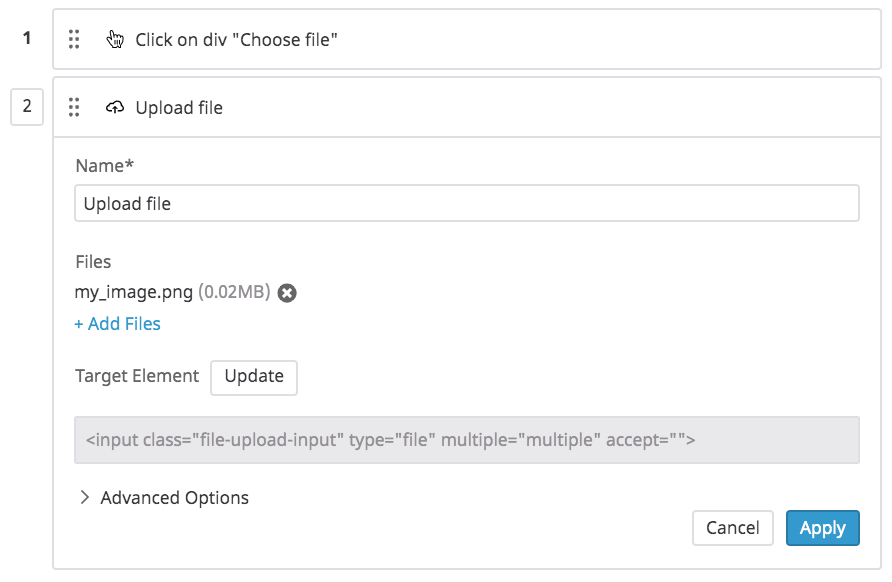 1
Click on div "Choose file"
2
Upload file
Name*
Upload file
Files
my_image.png (0.02MB)
+ Add Files
Target Element Update
<input class="file-upload-input" type="file" multiple="multiple" accept="">
Advanced Options
Cancel Apply